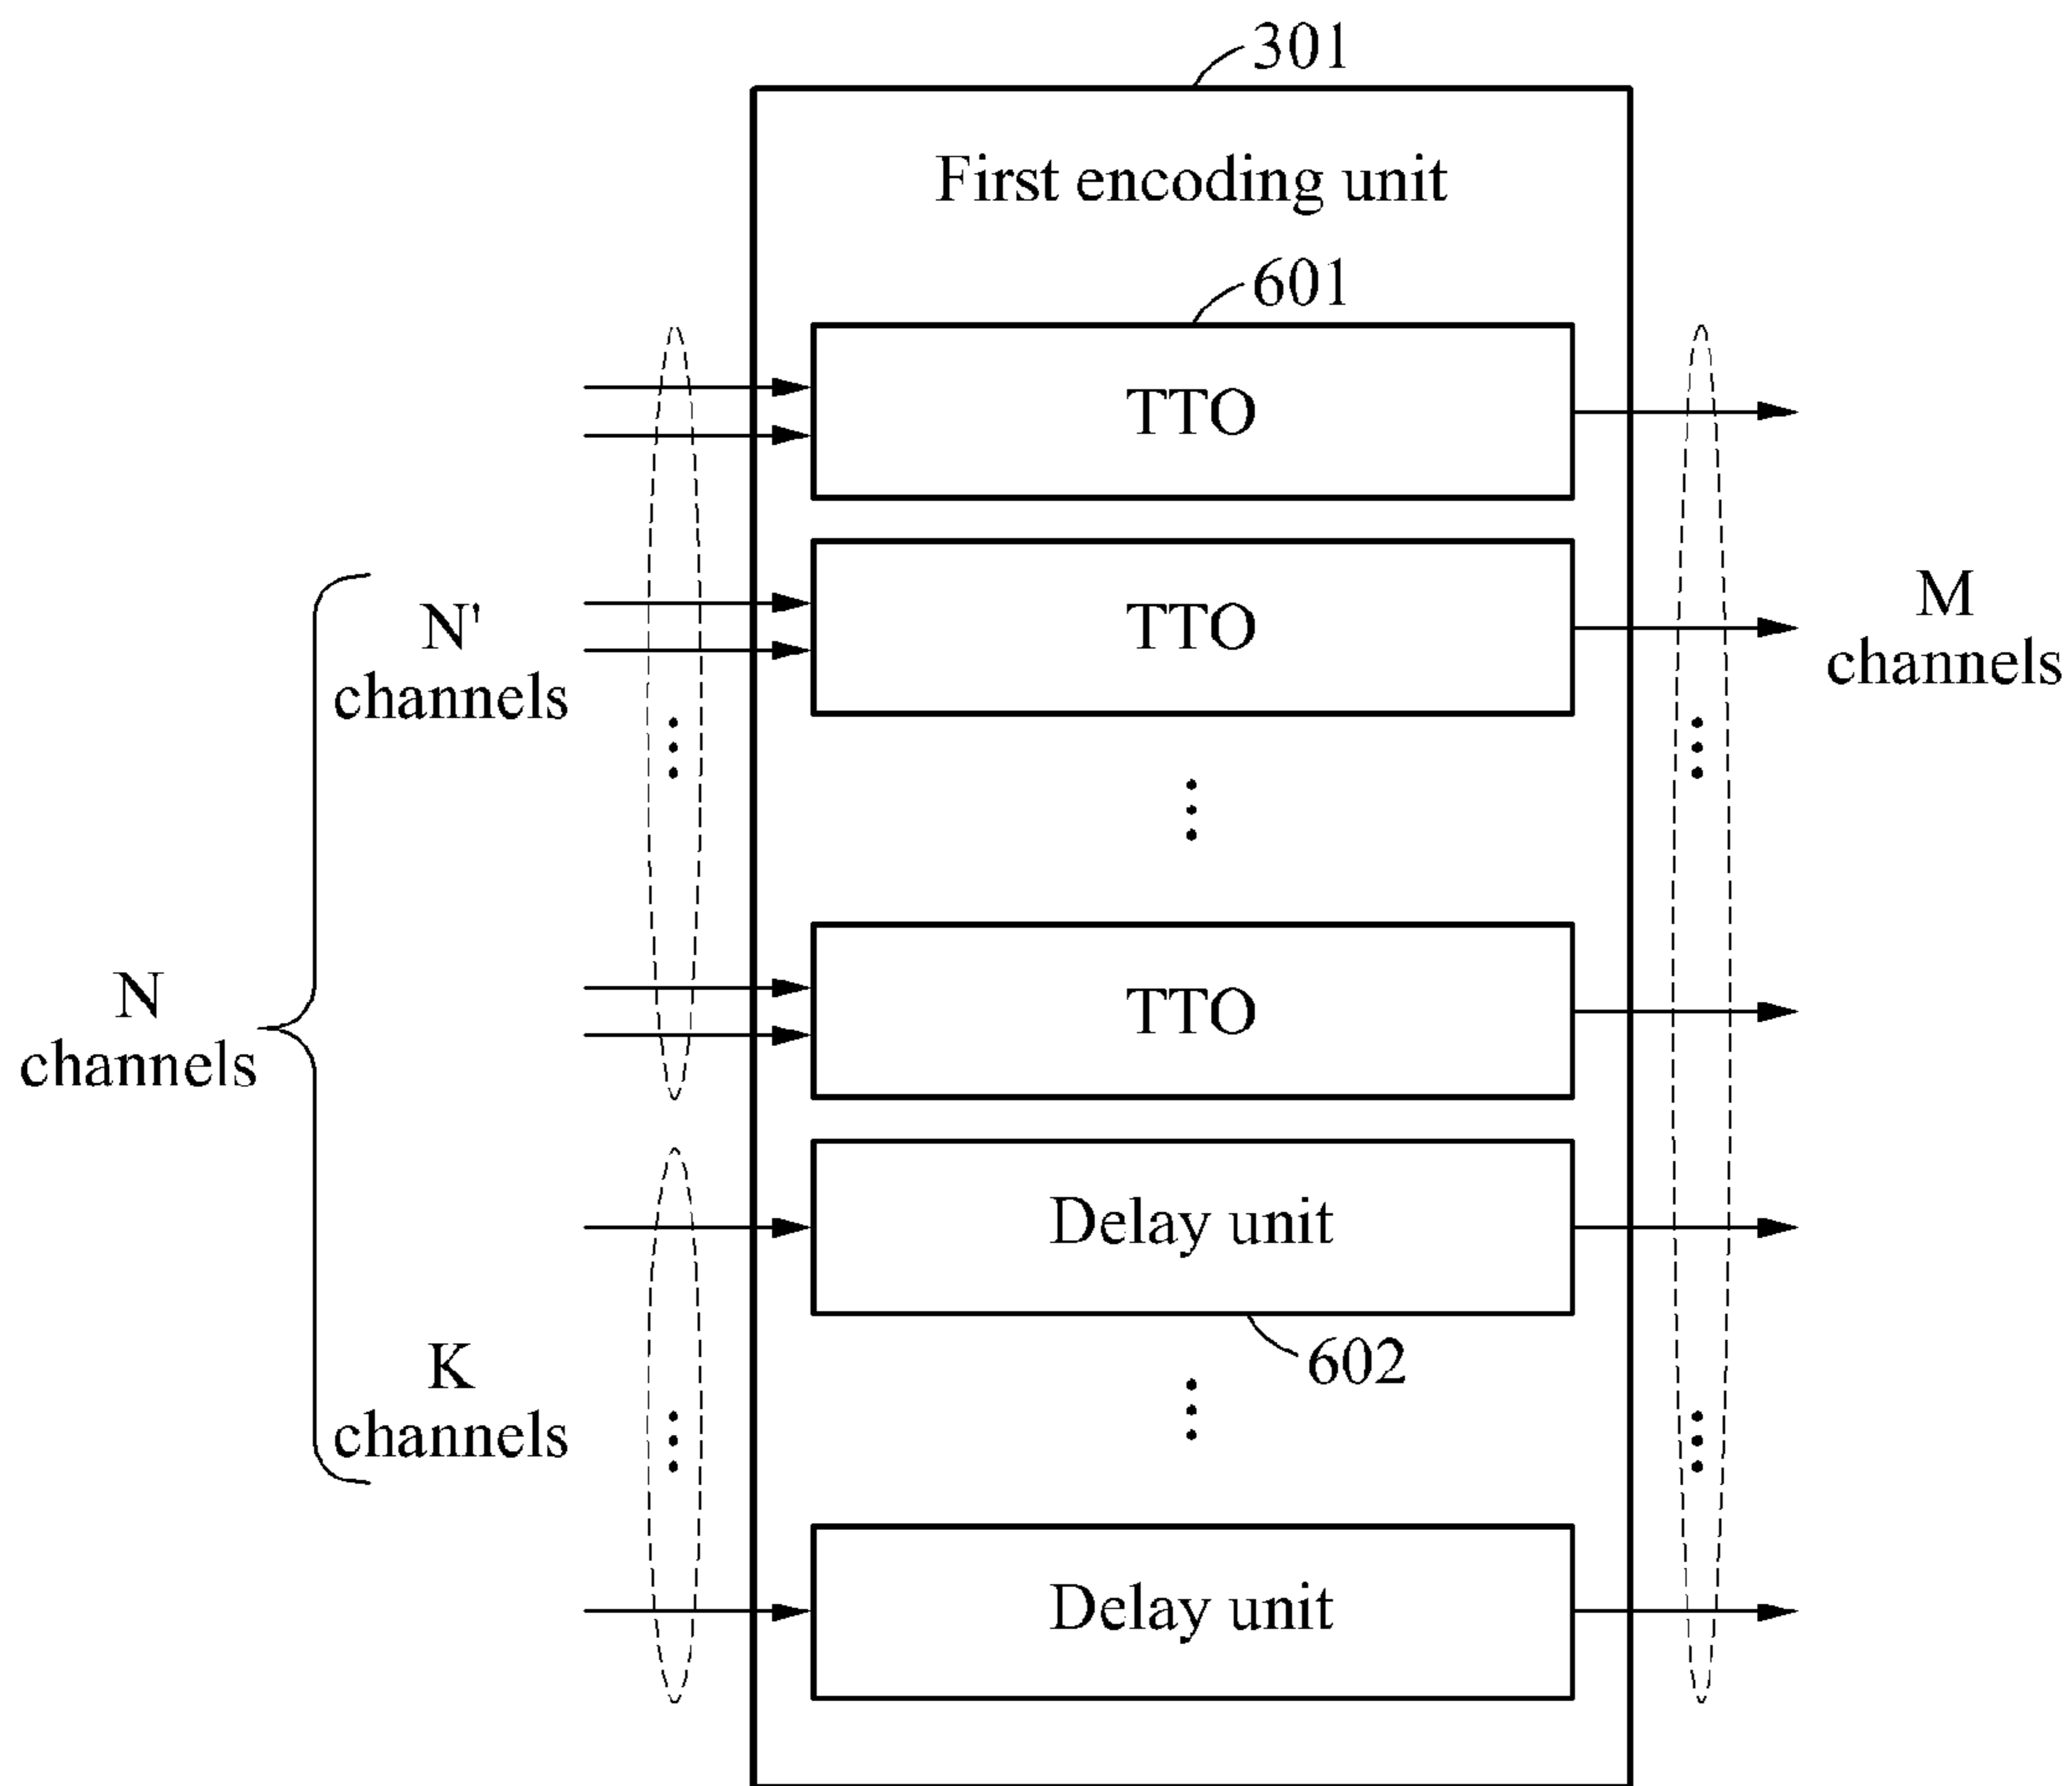 301
First encoding unit
601
TTO
N'
channels
TTO
M
channels
N
channels
TTO
Delay unit
602
K
channels
Delay unit